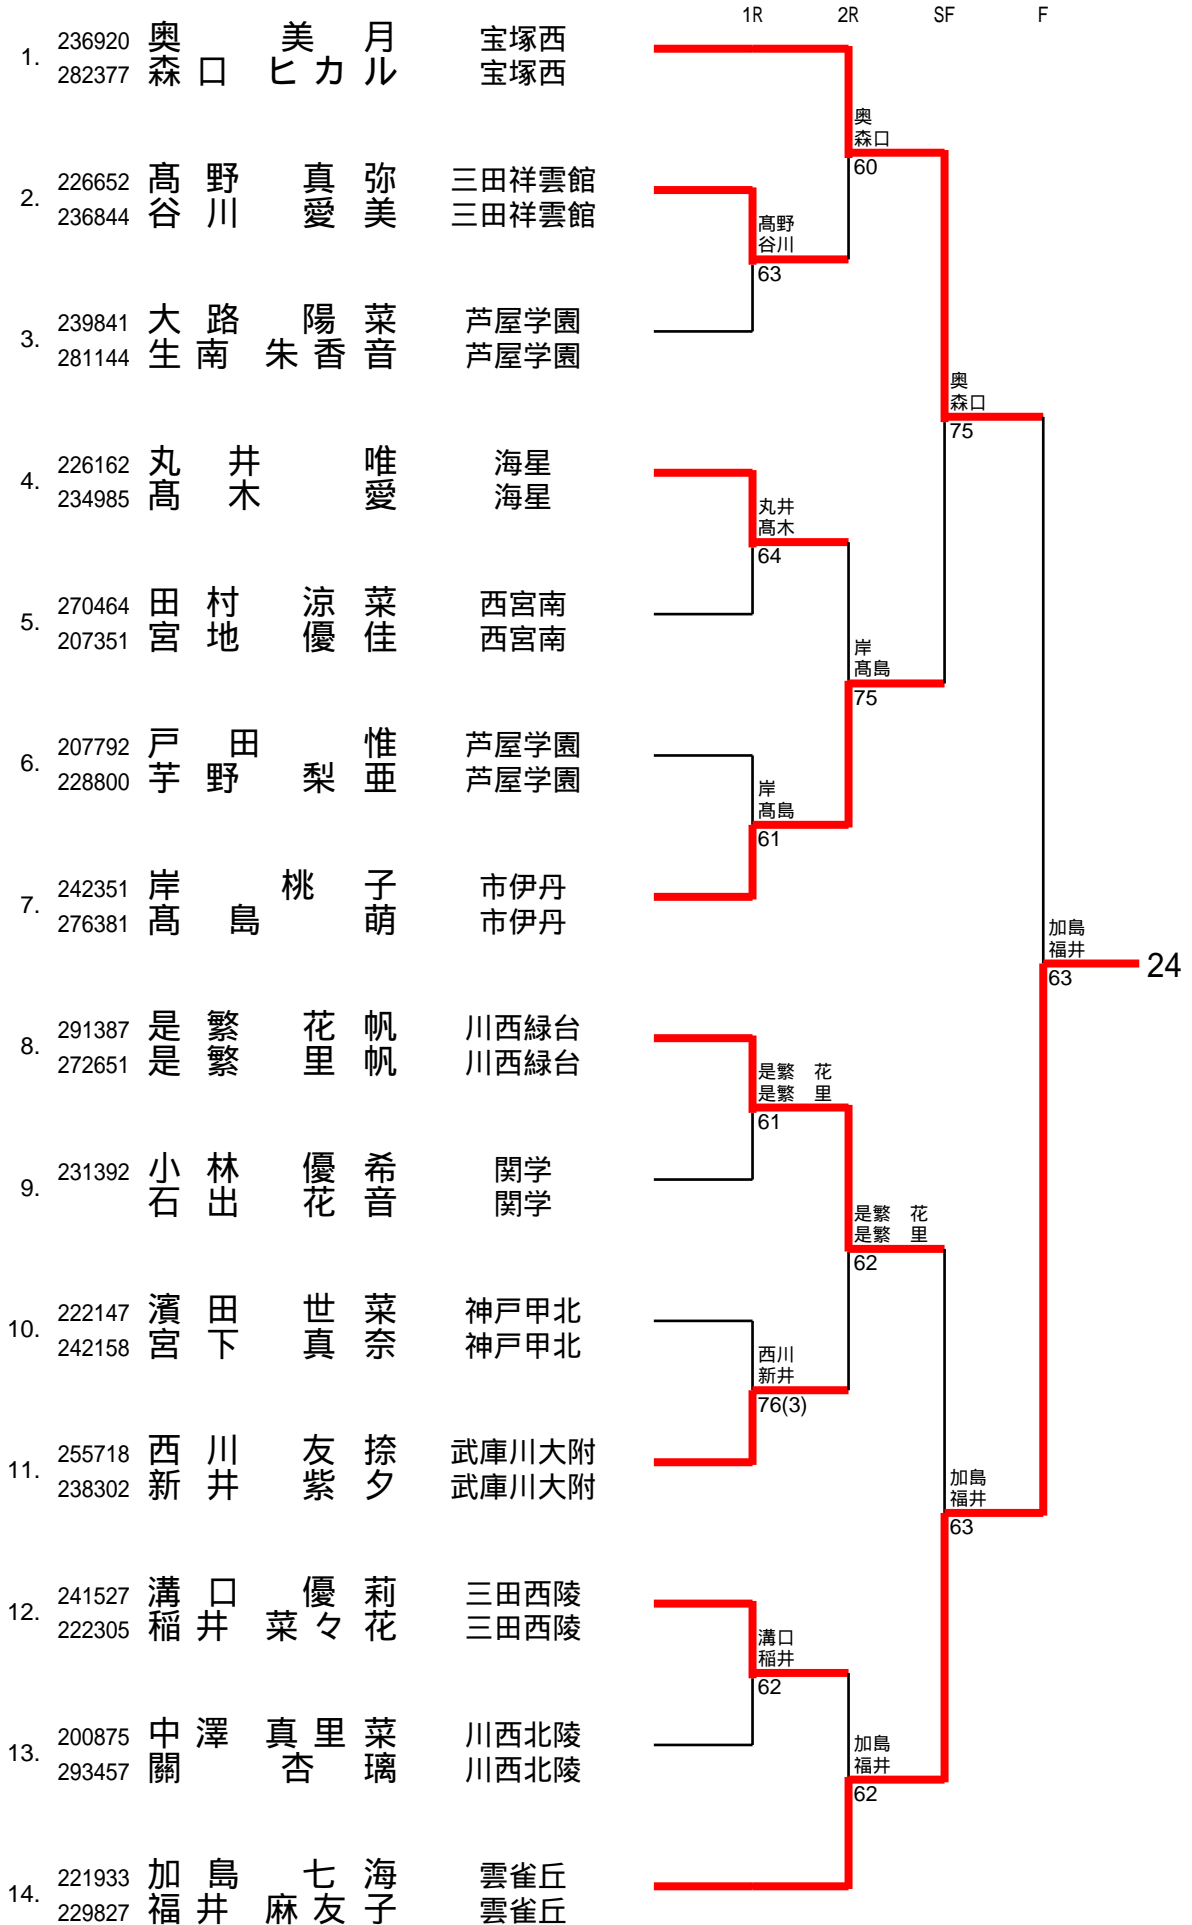 1R 2R SF F
1. 236920 奥 美月 宝塚西
282377 森口 ヒカル 宝塚西
奥
森口
60
2. 226652 髙野 真弥 三田祥雲館
236844 谷川 愛美 三田祥雲館
髙野
谷川
63
3. 239841 大路 陽菜 芦屋学園
281144 生南 朱香音 芦屋学園
奥
森口
75
4. 226162 丸井 唯 海星
234985 髙木 愛 海星
丸井
髙木
64
5. 270464 田村 涼菜 西宮南
207351 宮地 優佳 西宮南
岸
髙島
75
6. 207792 戸田 惟 芦屋学園
228800 芋野 梨亜 芦屋学園
岸
髙島
61
7. 242351 岸 桃子 市伊丹
276381 髙島 萌 市伊丹
加島
福井
63
24
8. 291387 是繁 花帆 川西緑台
272651 是繁 里帆 川西緑台
是繁 花
是繁 里
61
9. 231392 小林 優希 関学
石出 花音 関学
是繁 花
是繁 里
62
10. 222147 濱田 世菜 神戸甲北
242158 宮下 真奈 神戸甲北
西川
新井
76(3)
11. 255718 西川 友捺 武庫川大附
238302 新井 紫夕 武庫川大附
加島
福井
63
12. 241527 溝口 優莉 三田西陵
222305 稲井 菜々花 三田西陵
溝口
稲井
62
13. 200875 中澤 真里菜 川西北陵
293457 關 杏璃 川西北陵
加島
福井
62
14. 221933 加島 七海 雲雀丘
229827 福井 麻友子 雲雀丘